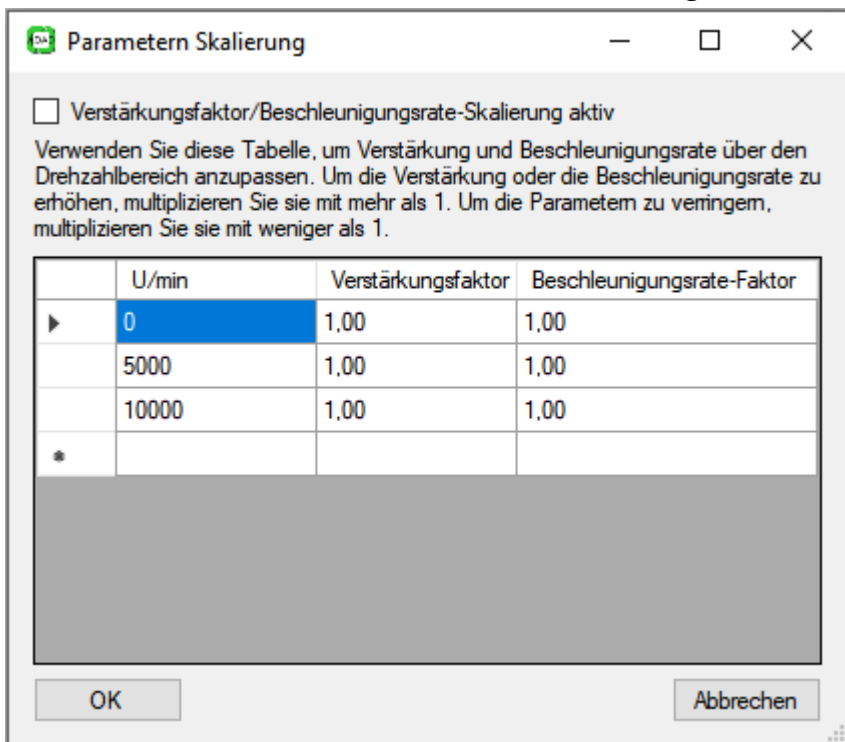 Parametern Skalierung
Verstärkungsfaktor/Beschleunigungsrate-Skalierung aktiv
Verwenden Sie diese Tabelle, um Verstärkung und Beschleunigungsrate über den
Drehzahlbereich anzupassen. Um die Verstärkung oder die Beschleunigungsrate zu
erhöhen, multiplizieren Sie sie mit mehr als 1. Um die Parametern zu verringern,
multiplizieren Sie sie mit weniger als 1.
U/min Verstärkungsfaktor Beschleunigungsrate-Faktor
0 1,00 1,00
5000 1,00 1,00
10000 1,00 1,00
OK Abbrechen